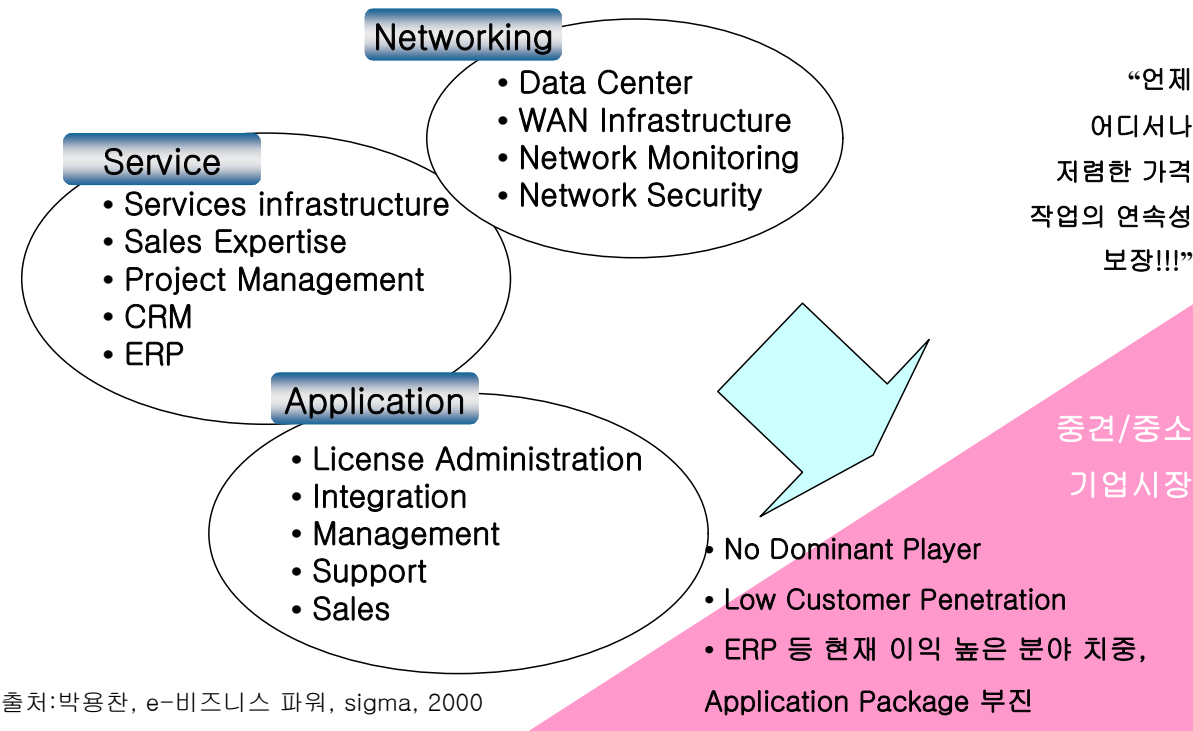 Networking
• Data Center
• WAN Infrastructure
• Network Monitoring
• Network Security
Service
• Services infrastructure
• Sales Expertise
• Project Management
• CRM
• ERP
Application
• License Administration
• Integration
• Management
• Support
• Sales
“언제
어디서나
저렴한 가격
작업의 연속성
보장!!!”
중견/중소
기업시장
• No Dominant Player
• Low Customer Penetration
• ERP 등 현재 이익 높은 분야 치중,
Application Package 부진
출처:박용찬, e-비즈니스 파워, sigma, 2000